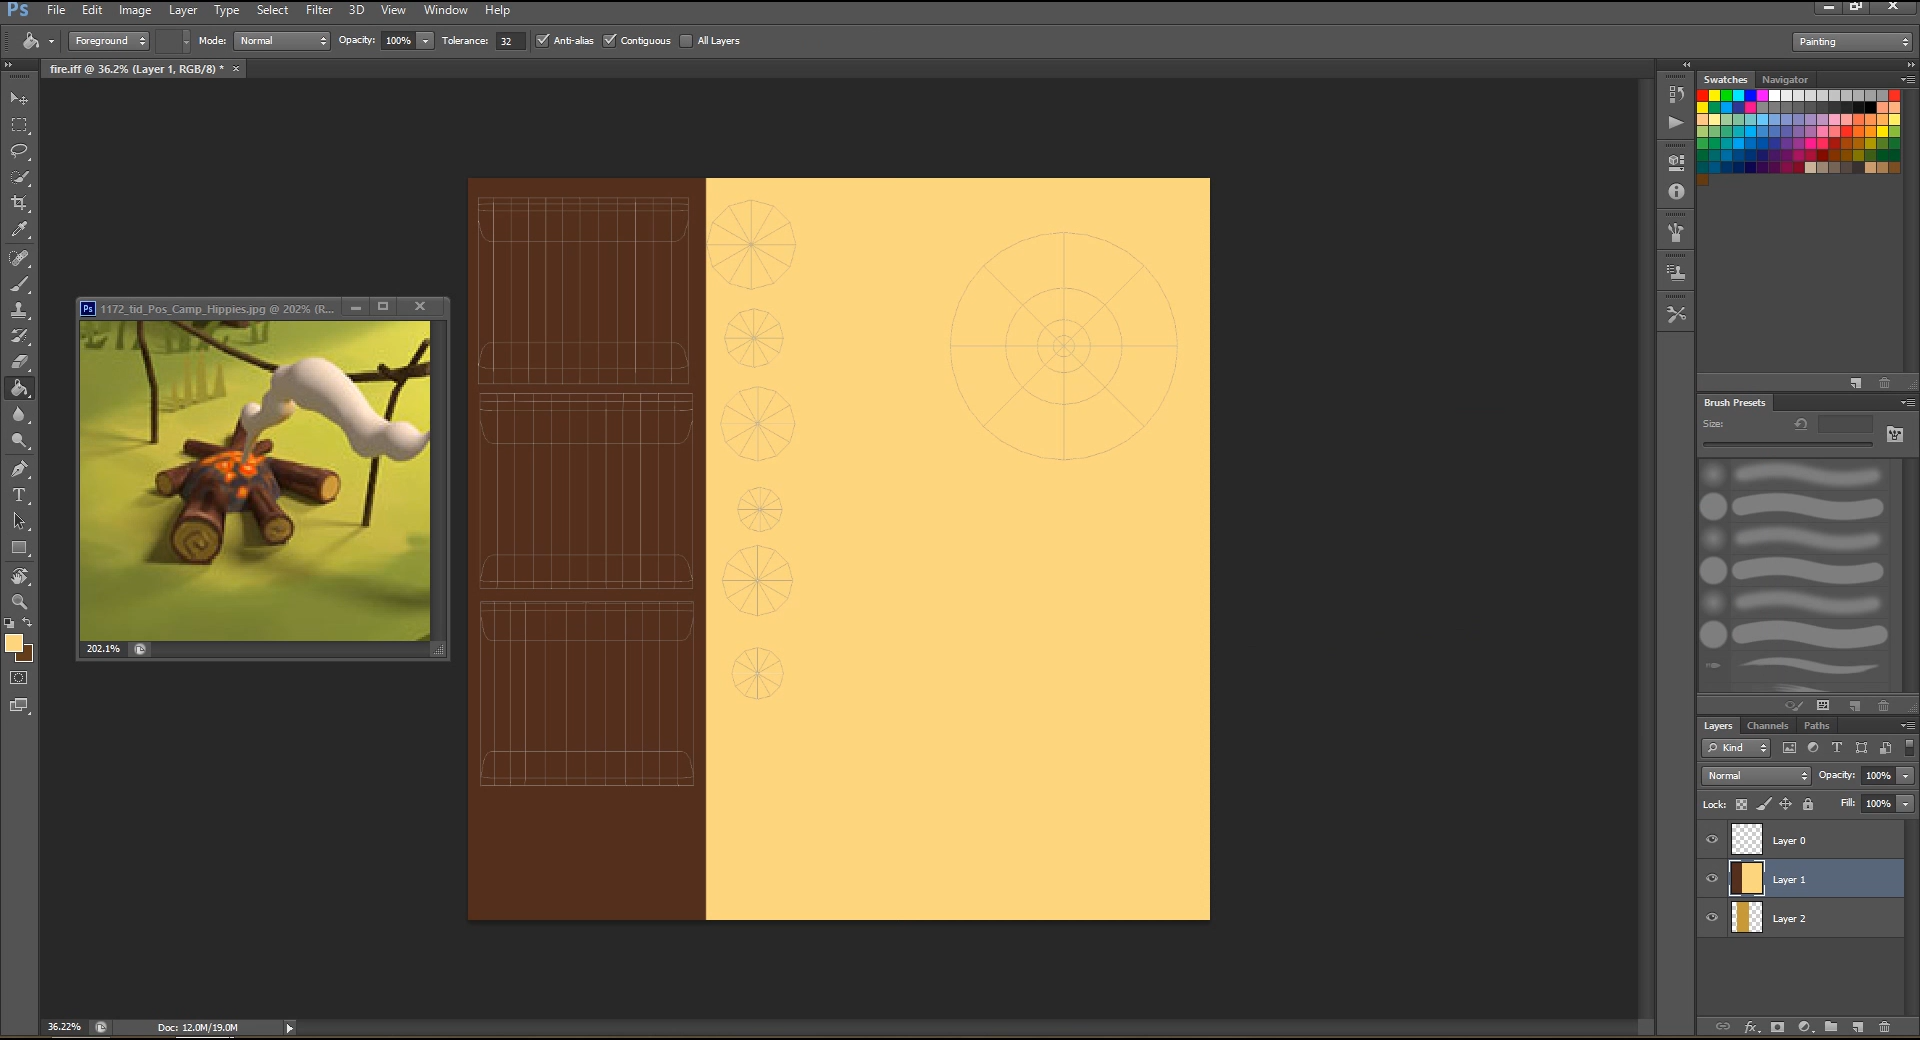 Ps File Edit Image Layer Type Select Filter 3D View Window Help
Foreground Mode: Normal Opacity: 100% Tolerance: 32 Anti-alias Contiguous All Layers Painting
fire.iff @ 36.2% (Layer 1, RGB/8) *
Swatches Navigator
Ps 1172_tid_Pos_Camp_Hippies.jpg @ 202% (R...
202.1%
Brush Presets
Size:
Layers Channels Paths
Kind T
Normal Opacity: 100%
Lock: Fill: 100%
Layer 0
Layer 1
Layer 2
fx
T
36.22% Doc: 12.0M/19.0M